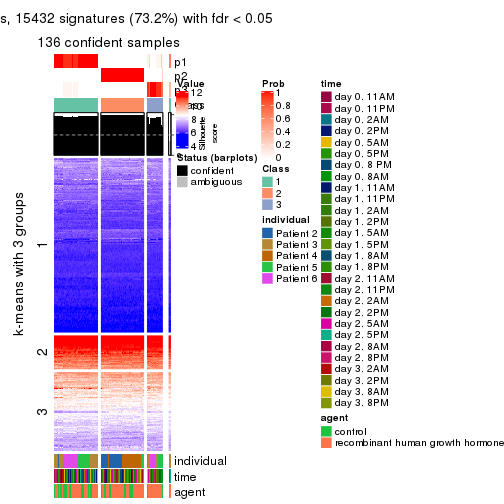 s, 15432 signatures (73.2%) with fdr < 0.05
136 confident samples
p1
p2
p3
Silhouette
score
k-means with 3 groups
1
2
3
individual
time
agent
Value
12
10
8
6
4
Status (barplots)
confident
ambiguous
Prob
1
0.8
0.6
0.4
0.2
0
Class
1
2
3
individual
Patient 2
Patient 3
Patient 4
Patient 5
Patient 6
time
day 0. 11AM
day 0. 11PM
day 0. 2AM
day 0. 2PM
day 0. 5AM
day 0. 5PM
day 0. 8 PM
day 0. 8AM
day 1. 11AM
day 1. 11PM
day 1. 2AM
day 1. 2PM
day 1. 5AM
day 1. 5PM
day 1. 8AM
day 1. 8PM
day 2. 11AM
day 2. 11PM
day 2. 2AM
day 2. 2PM
day 2. 5AM
day 2. 5PM
day 2. 8AM
day 2. 8PM
day 3. 2AM
day 3. 2PM
day 3. 8AM
day 3. 8PM
agent
control
recombinant human growth hormone